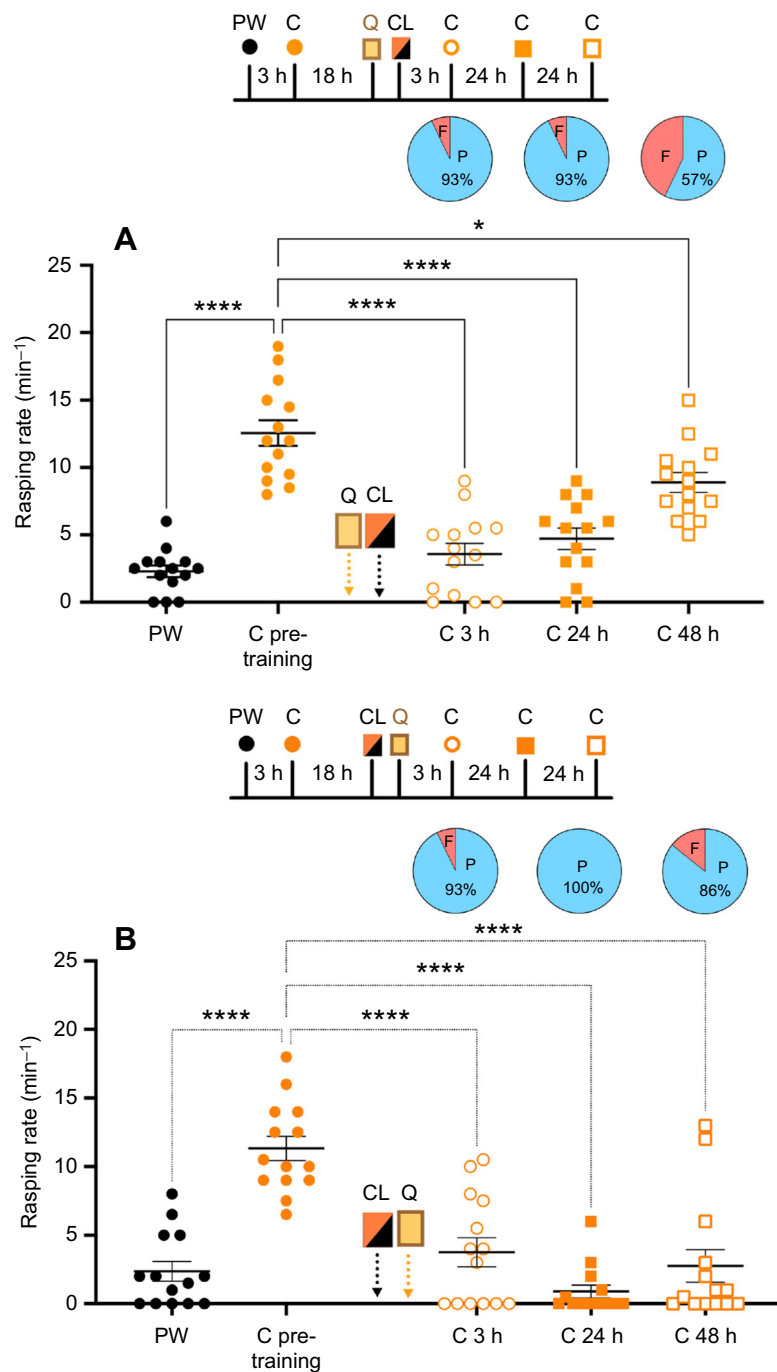 PW C Q CL C C C
3 h 18 h 3 h 24 h 24 h
F P 93% F P 93% F P 57%
A
*
****
**** ****
25
20
15
10
5
0
Rasping rate (min–1)
Q CL
PW C pre- C 3 h C 24 h C 48 h
training
PW C CL Q C C C
3 h 18 h 3 h 24 h 24 h
F P 93% P 100% F P 86%
B
****
****
**** ****
25
20
15
10
5
0
Rasping rate (min–1)
CL Q
PW C pre- C 3 h C 24 h C 48 h
training